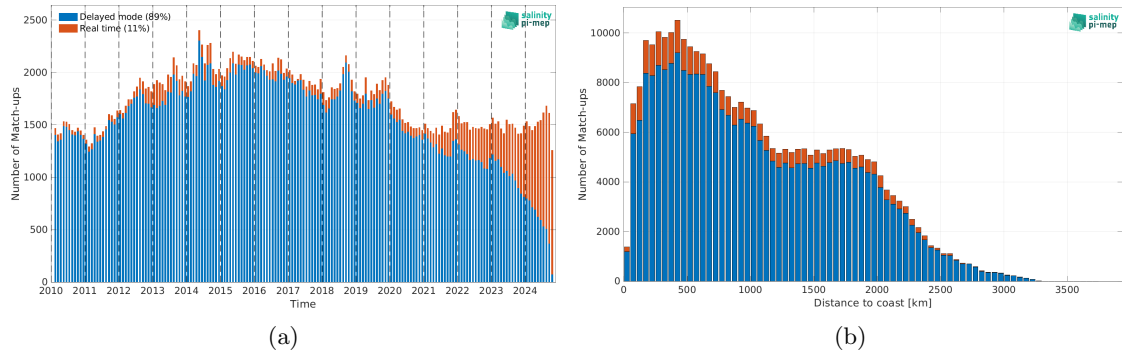 Delayed mode (89%)
Real time (11%)
salinity
pi-mep
Number of Match-ups
2500
2000
1500
1000
500
0
2010 2011 2012 2013 2014 2015 2016 2017 2018 2019 2020 2021 2022 2023 2024
Time
(a)
salinity
pi-mep
Number of Match-ups
10000
8000
6000
4000
2000
0
0 500 1000 1500 2000 2500 3000 3500
Distance to coast [km]
(b)